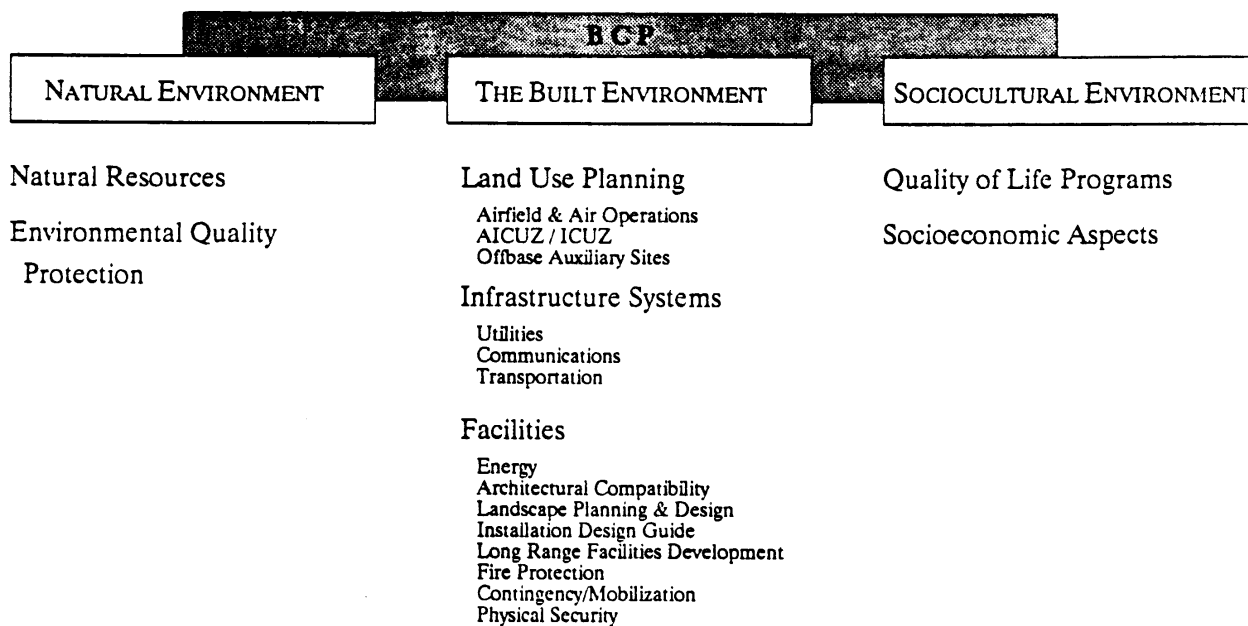 BCP
NATURAL ENVIRONMENT
THE BUILT ENVIRONMENT
SOCIOCULTURAL ENVIRONMENT
Natural Resources
Environmental Quality
Protection
Land Use Planning
Airfield & Air Operations
AICUZ / ICUZ
Offbase Auxiliary Sites
Infrastructure Systems
Utilities
Communications
Transportation
Facilities
Energy
Architectural Compatibility
Landscape Planning & Design
Installation Design Guide
Long Range Facilities Development
Fire Protection
Contingency/Mobilization
Physical Security
Quality of Life Programs
Socioeconomic Aspects